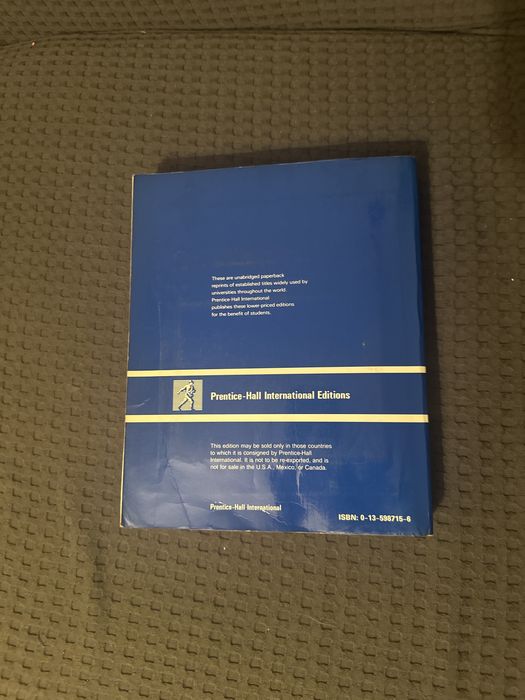 These are unabridged paperback
reprints of established titles widely used by
universities throughout the world.
Prentice-Hall International
publishes these lower-priced editions
for the benefit of students.
Prentice-Hall International Editions
This edition may be sold only in those countries
to which it is consigned by Prentice-Hall
International. It is not to be re-exported, and is
not for sale in the U.S.A., Mexico, or Canada.
Prentice-Hall International
ISBN: 0-13-598715-6